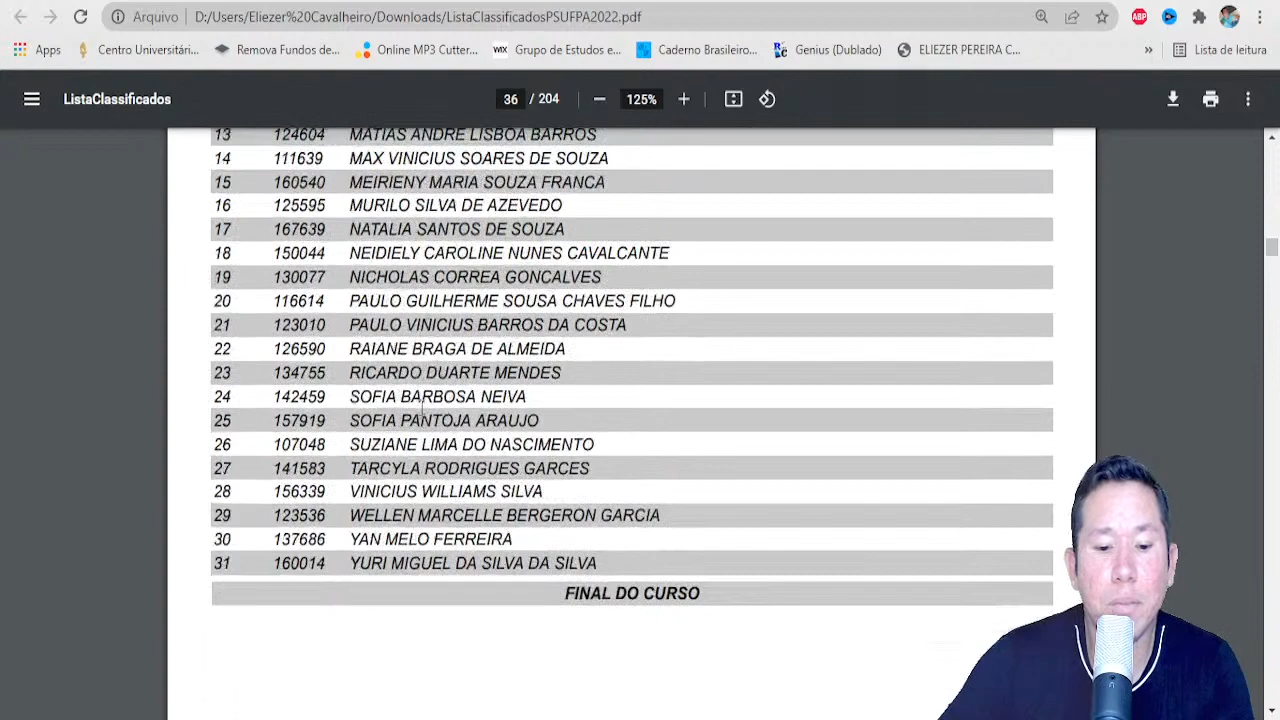 Arquivo D:/Users/Eliezer%20Cavalheiro/Downloads/ListaClassificadosPSUFPA2022.pdf
ABP
Apps Centro Universitári... Remova Fundos de... Online MP3 Cutter... WIX Grupo de Estudos e... Caderno Brasileiro... Genius (Dublado) ELIEZER PEREIRA C... » Lista de leitura
ListaClassificados 36 / 204 125%
13 124604 MATIAS ANDRE LISBOA BARROS
14 111639 MAX VINICIUS SOARES DE SOUZA
15 160540 MEIRIENY MARIA SOUZA FRANCA
16 125595 MURILO SILVA DE AZEVEDO
17 167639 NATALIA SANTOS DE SOUZA
18 150044 NEIDIELY CAROLINE NUNES CAVALCANTE
19 130077 NICHOLAS CORREA GONCALVES
20 116614 PAULO GUILHERME SOUSA CHAVES FILHO
21 123010 PAULO VINICIUS BARROS DA COSTA
22 126590 RAIANE BRAGA DE ALMEIDA
23 134755 RICARDO DUARTE MENDES
24 142459 SOFIA BARBOSA NEIVA
25 157919 SOFIA PANTOJA ARAUJO
26 107048 SUZIANE LIMA DO NASCIMENTO
27 141583 TARCYLA RODRIGUES GARCES
28 156339 VINICIUS WILLIAMS SILVA
29 123536 WELLEN MARCELLE BERGERON GARCIA
30 137686 YAN MELO FERREIRA
31 160014 YURI MIGUEL DA SILVA DA SILVA
FINAL DO CURSO